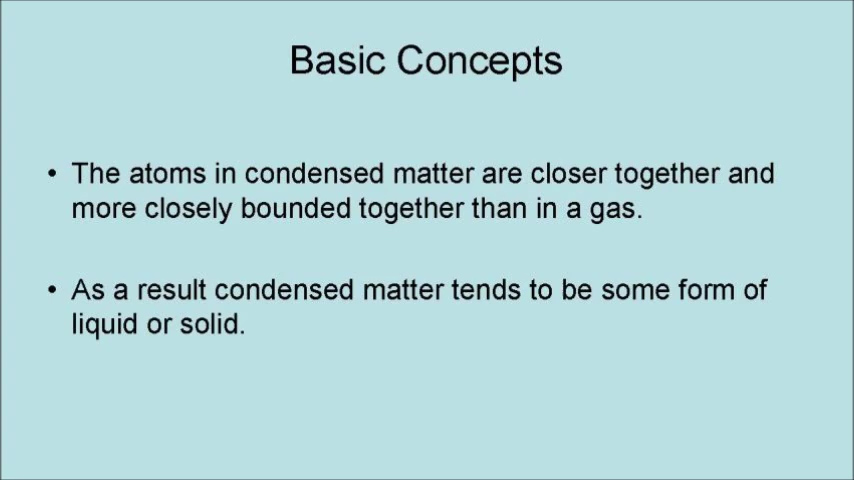 Basic Concepts
• The atoms in condensed matter are closer together and
more closely bounded together than in a gas.
• As a result condensed matter tends to be some form of
liquid or solid.